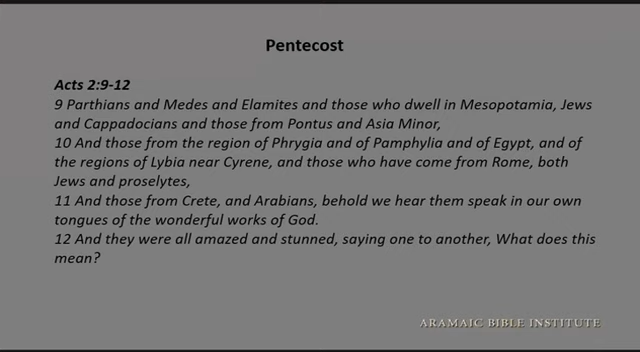 Pentecost
Acts 2:9-12
9 Parthians and Medes and Elamites and those who dwell in Mesopotamia, Jews
and Cappadocians and those from Pontus and Asia Minor,
10 And those from the region of Phrygia and of Pamphylia and of Egypt, and of
the regions of Lybia near Cyrene, and those who have come from Rome, both
Jews and proselytes,
11 And those from Crete, and Arabians, behold we hear them speak in our own
tongues of the wonderful works of God.
12 And they were all amazed and stunned, saying one to another, What does this
mean?
ARAMAIC BIBLE INSTITUTE